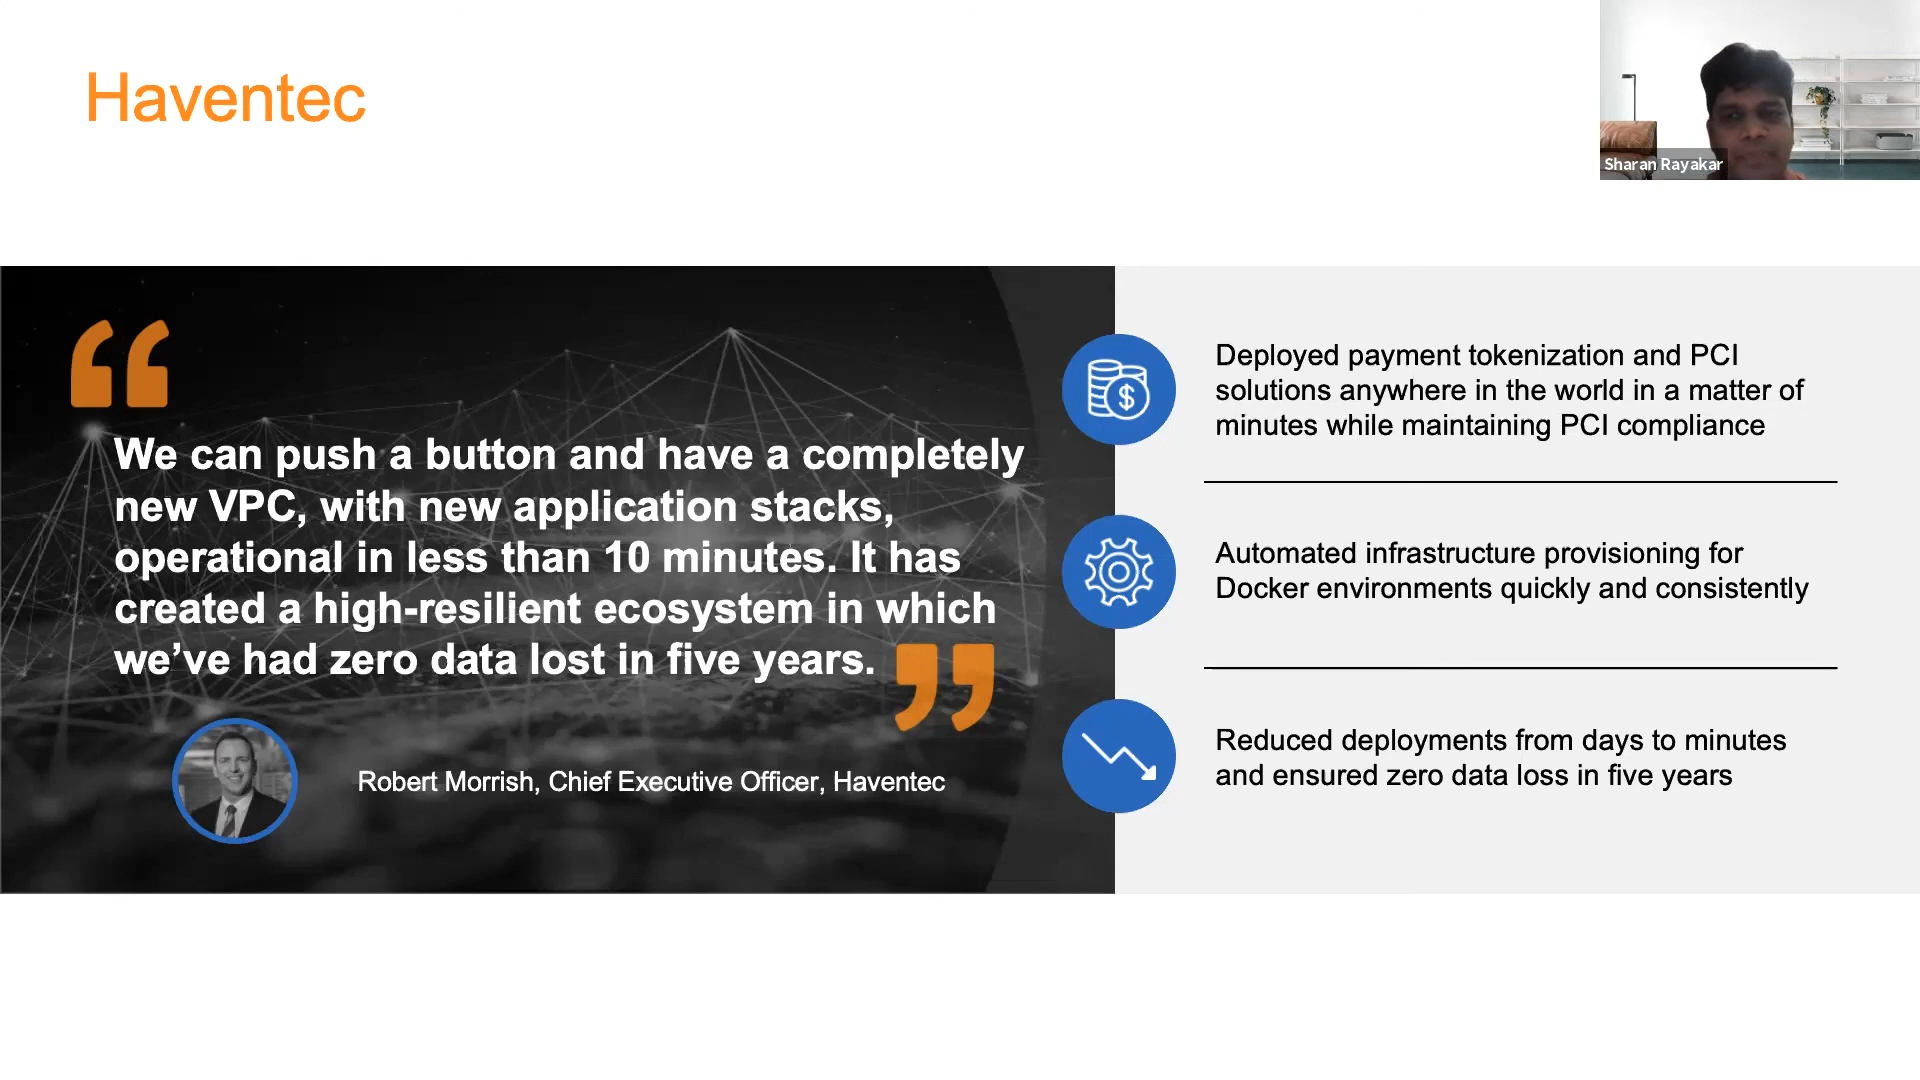 Haventec
Sharan Rayakar
We can push a button and have a completely
new VPC, with new application stacks,
operational in less than 10 minutes. It has
created a high-resilient ecosystem in which
we’ve had zero data lost in five years.
Robert Morrish, Chief Executive Officer, Haventec
Deployed payment tokenization and PCI
solutions anywhere in the world in a matter of
minutes while maintaining PCI compliance
Automated infrastructure provisioning for
Docker environments quickly and consistently
Reduced deployments from days to minutes
and ensured zero data loss in five years